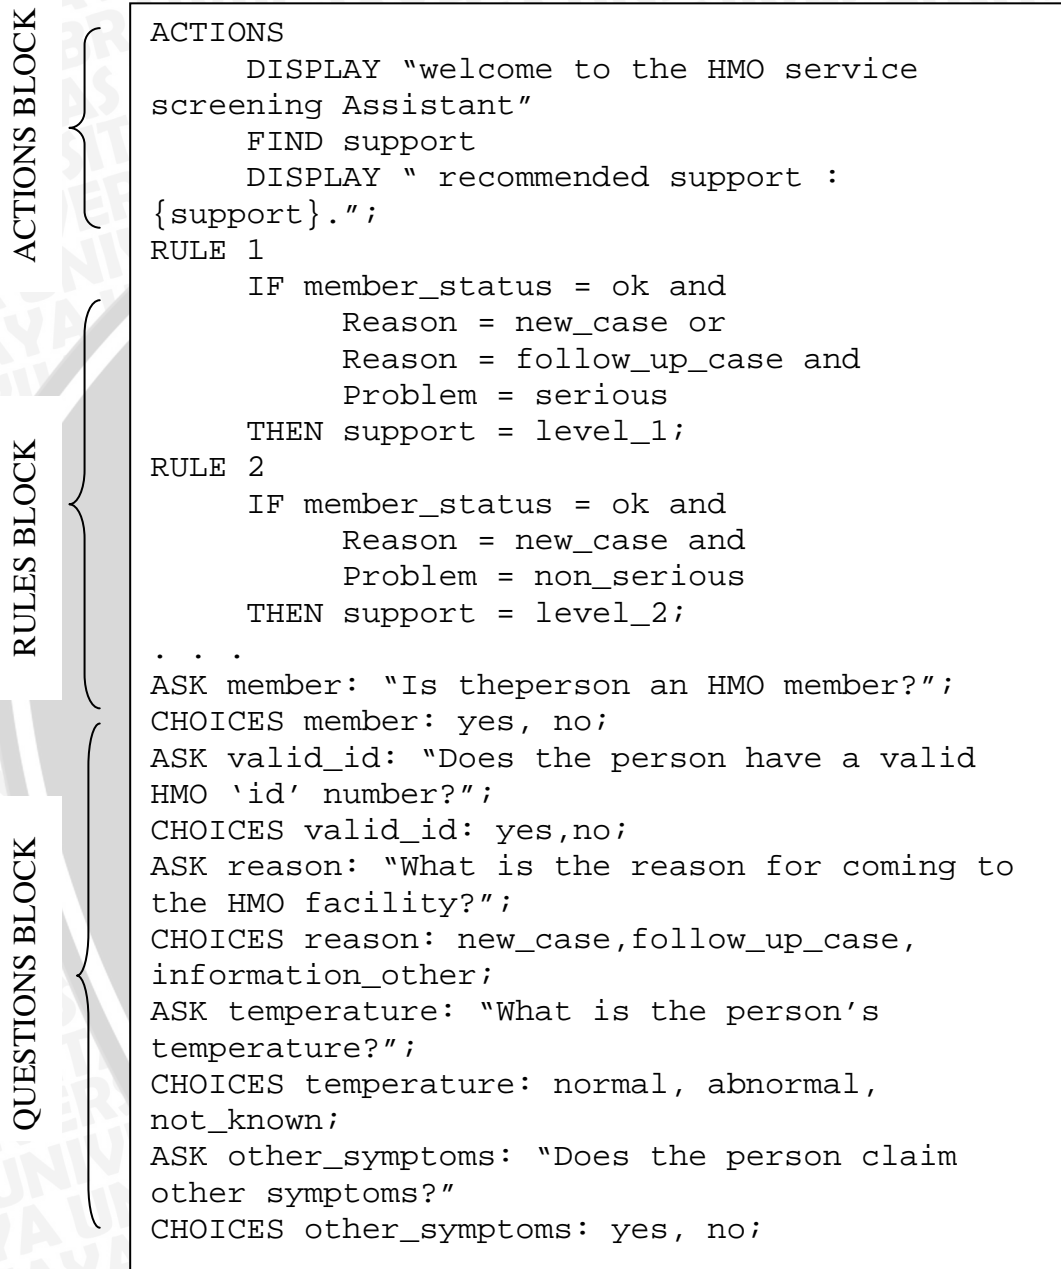 ACTIONS BLOCK
RULES BLOCK
QUESTIONS BLOCK
ACTIONS
DISPLAY “welcome to the HMO service
screening Assistant”
FIND support
DISPLAY “ recommended support :
{support}.”;
RULE 1
IF member_status = ok and
Reason = new_case or
Reason = follow_up_case and
Problem = serious
THEN support = level_1;
RULE 2
IF member_status = ok and
Reason = new_case and
Problem = non_serious
THEN support = level_2;
. . .
ASK member: “Is theperson an HMO member?”;
CHOICES member: yes, no;
ASK valid_id: “Does the person have a valid
HMO ‘id’ number?”;
CHOICES valid_id: yes,no;
ASK reason: “What is the reason for coming to
the HMO facility?”;
CHOICES reason: new_case,follow_up_case,
information_other;
ASK temperature: “What is the person’s
temperature?”;
CHOICES temperature: normal, abnormal,
not_known;
ASK other_symptoms: “Does the person claim
other symptoms?”
CHOICES other_symptoms: yes, no;